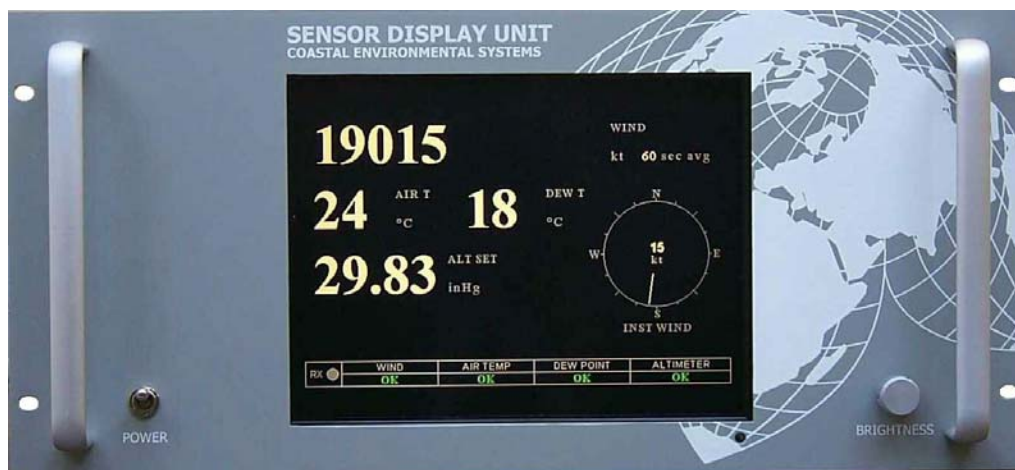 SENSOR DISPLAY UNIT
COASTAL ENVIRONMENTAL SYSTEMS
19015
WIND
kt 60 sec avg
24 AIR T °C 18 DEW T °C
29.83 ALT SET inHg
N
W E
15
kt
S
INST WIND
RX WIND AIR TEMP DEW POINT ALTIMETER
OK OK OK OK
POWER
BRIGHTNESS